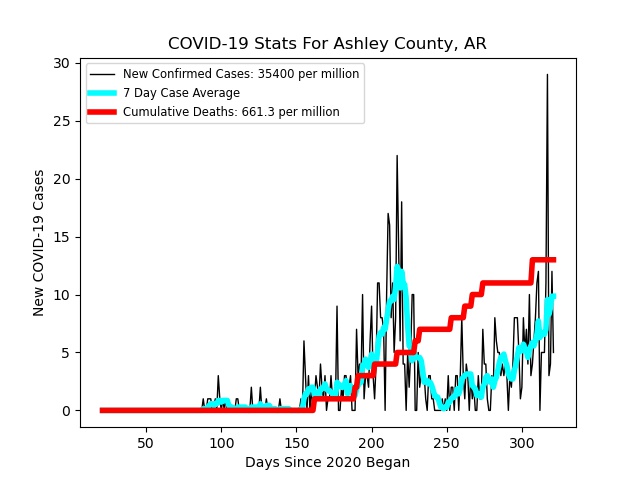 COVID-19 Stats For Ashley County, AR
New Confirmed Cases: 35400 per million
7 Day Case Average
Cumulative Deaths: 661.3 per million
New COVID-19 Cases
30
25
20
15
10
5
0
50
100
150
200
250
300
Days Since 2020 Began